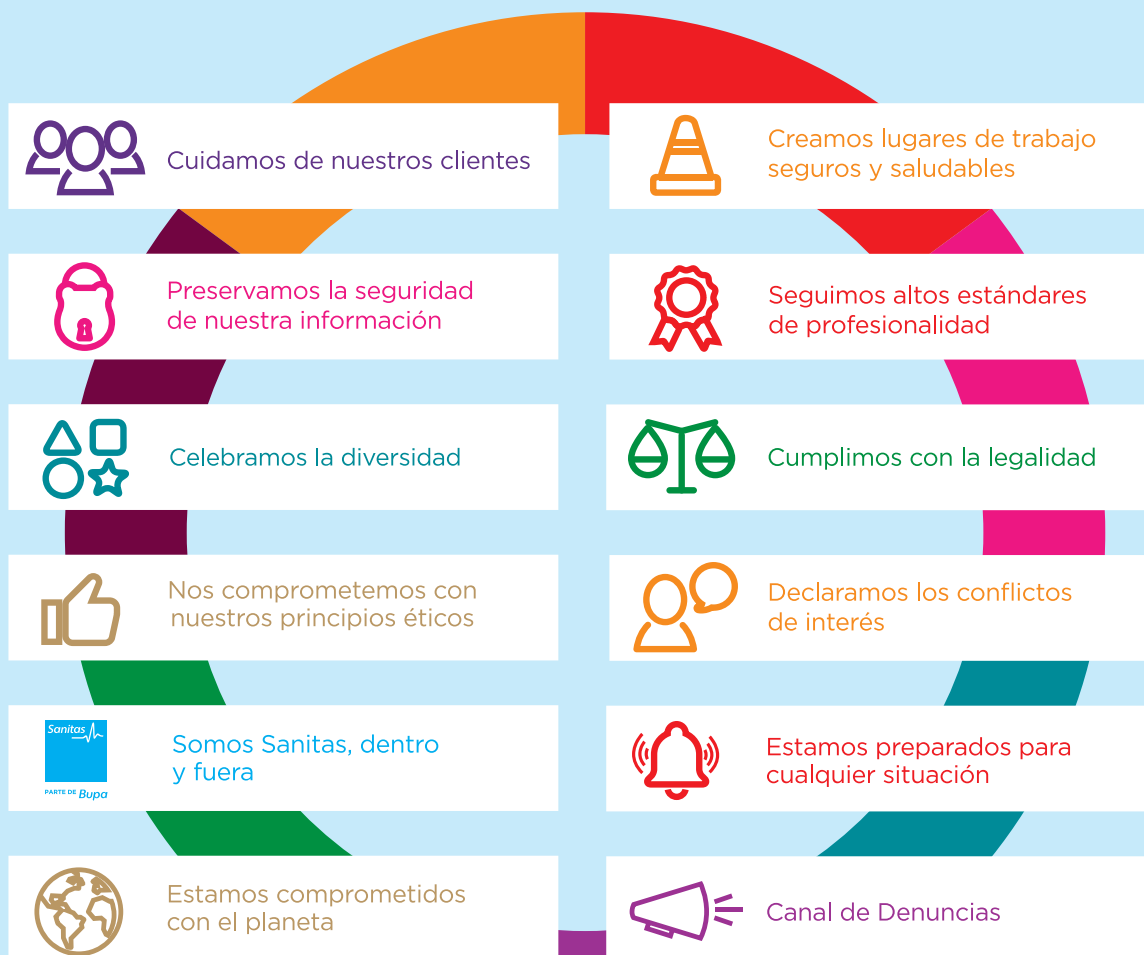 Cuidamos de nuestros clientes
Preservamos la seguridad
de nuestra información
Celebramos la diversidad
Nos comprometemos con
nuestros principios éticos
Sanitas
PARTE DE Bupa
Somos Sanitas, dentro
y fuera
Estamos comprometidos
con el planeta
Creamos lugares de trabajo
seguros y saludables
Seguimos altos estándares
de profesionalidad
Cumplimos con la legalidad
Declaramos los conflictos
de interés
Estamos preparados para
cualquier situación
Canal de Denuncias